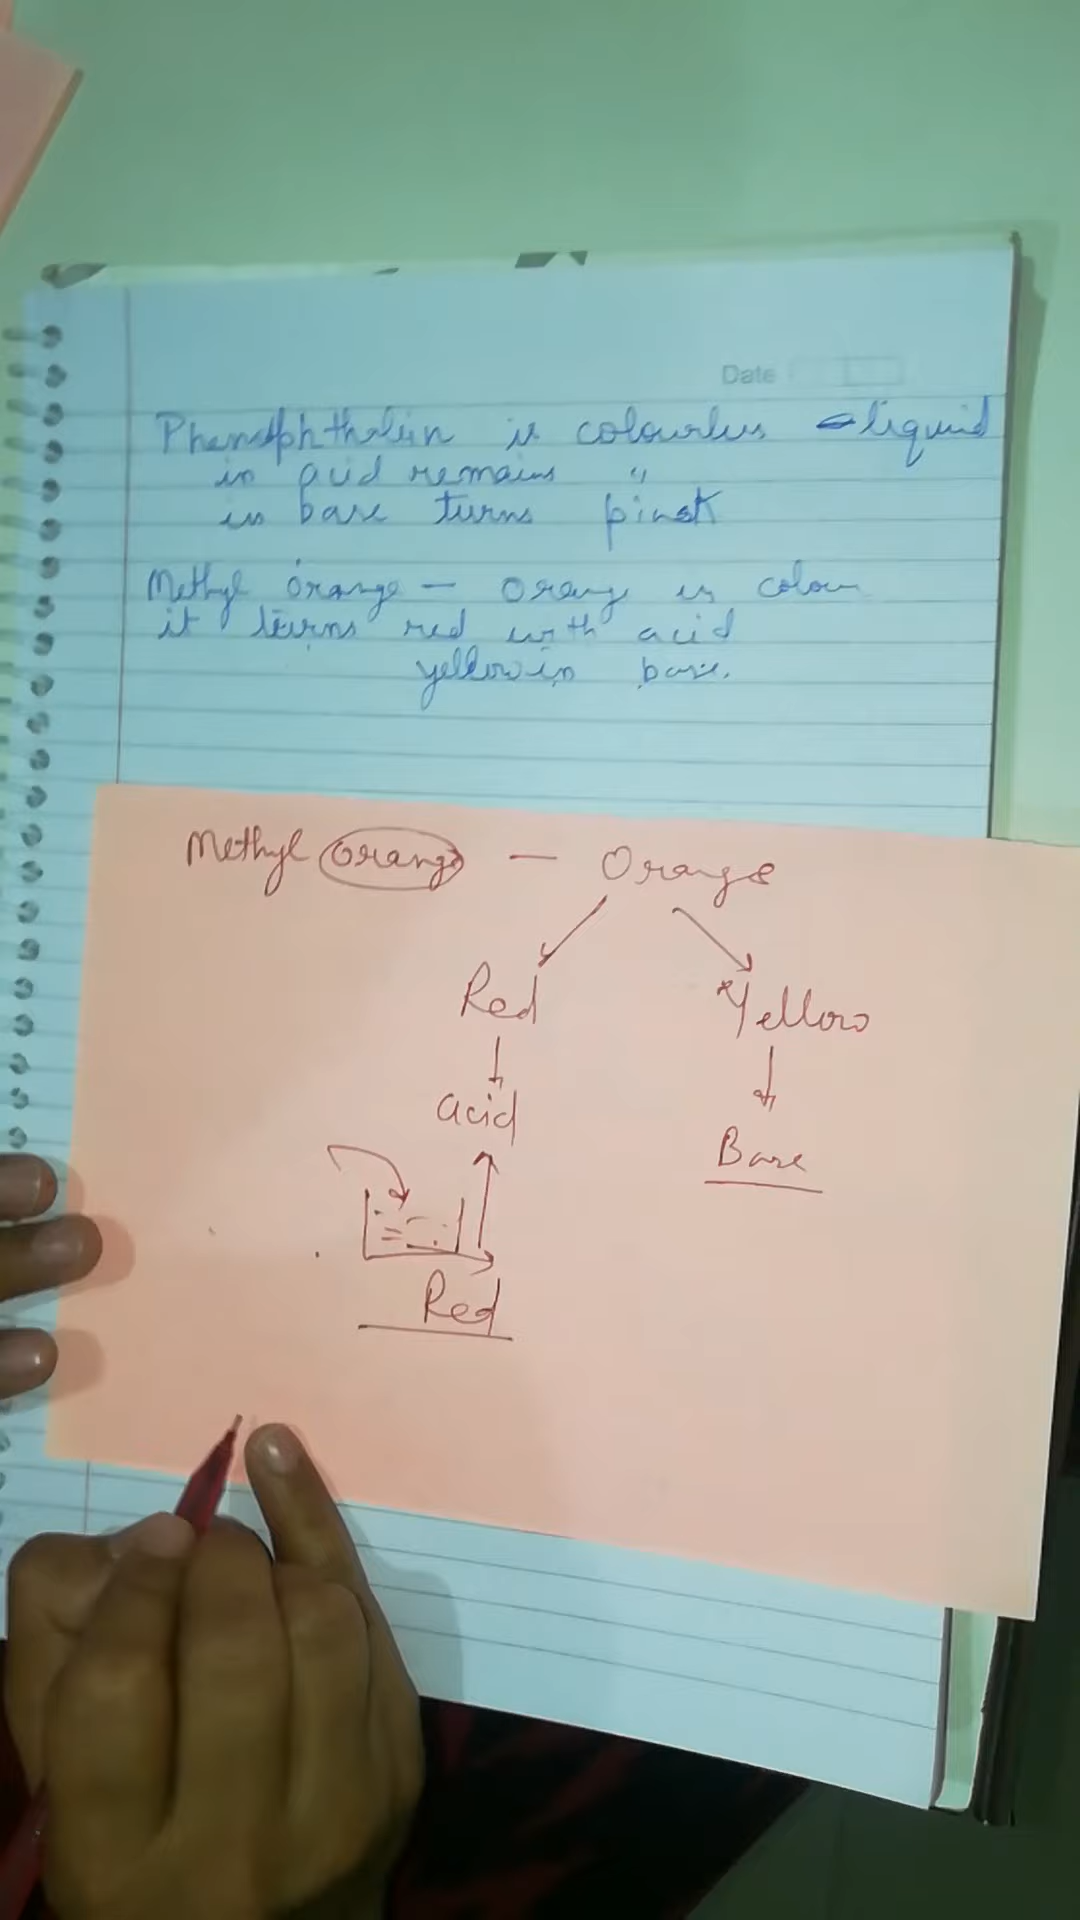 Date
Phenolphthalein is colourless liquid
in acid remains "
in base turns pink
Methyl orange - Orange is colour
it turns red with acid
yellow in base.
Methyl orange - Orange
Red Yellow
acid Base
Red